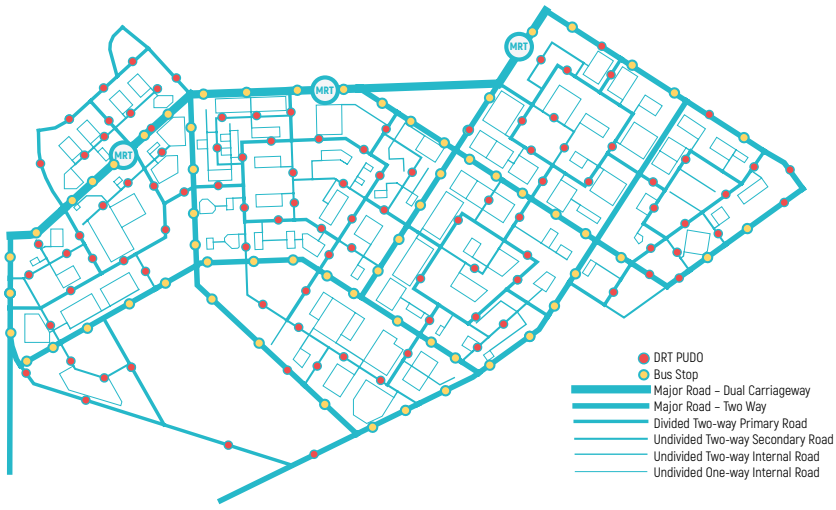 MRT
MRT
MRT
DRT PUDO
Bus Stop
Major Road – Dual Carriageway
Major Road – Two Way
Divided Two-way Primary Road
Undivided Two-way Secondary Road
Undivided Two-way Internal Road
Undivided One-way Internal Road